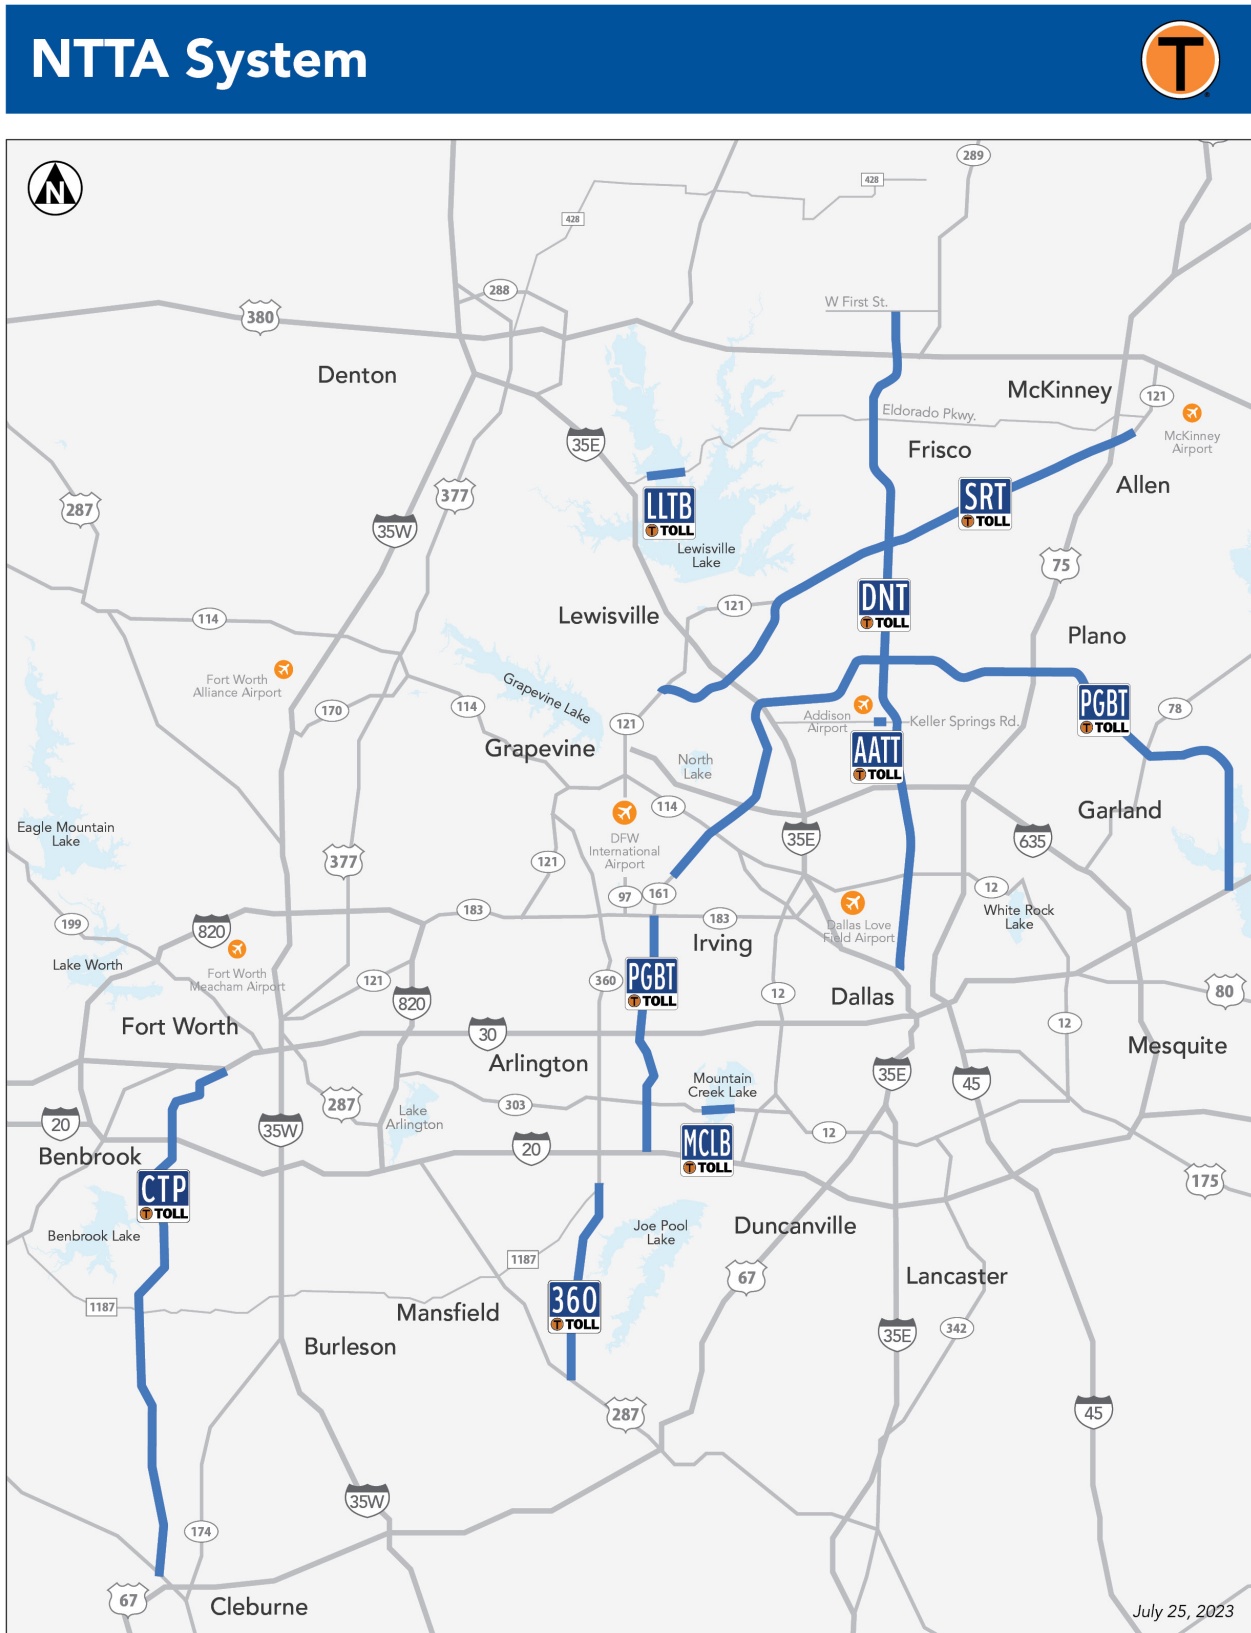 NTTA System
T
N
289
428
428
288
W First St.
380
Denton
McKinney
121
Eldorado Pkwy.
McKinney
Airport
35E
Frisco
Allen
377
287
SRT
T TOLL
LLTB
T TOLL
35W
Lewisville
Lake
75
DNT
T TOLL
121
Lewisville
114
Plano
Fort Worth
Alliance Airport
Grapevine Lake
170
114
121
Addison
Airport
Keller Springs Rd.
PGBT
T TOLL
78
Grapevine
North
Lake
AATT
T TOLL
114
Garland
Eagle Mountain
Lake
DFW
International
Airport
35E
635
377
121
97
161
12
199
820
183
183
Dallas Love
Field Airport
White Rock
Lake
Irving
Lake Worth
Fort Worth
Meacham Airport
121
820
360
PGBT
T TOLL
12
Dallas
80
Fort Worth
30
12
Arlington
Mesquite
35E
45
Mountain
Creek Lake
287
Lake
Arlington
303
20
35W
20
12
MCLB
T TOLL
Benbrook
175
CTP
T TOLL
Benbrook Lake
Joe Pool
Lake
Duncanville
1187
67
Lancaster
1187
Mansfield
360
T TOLL
342
35E
Burleson
287
45
35W
174
67
Cleburne
July 25, 2023